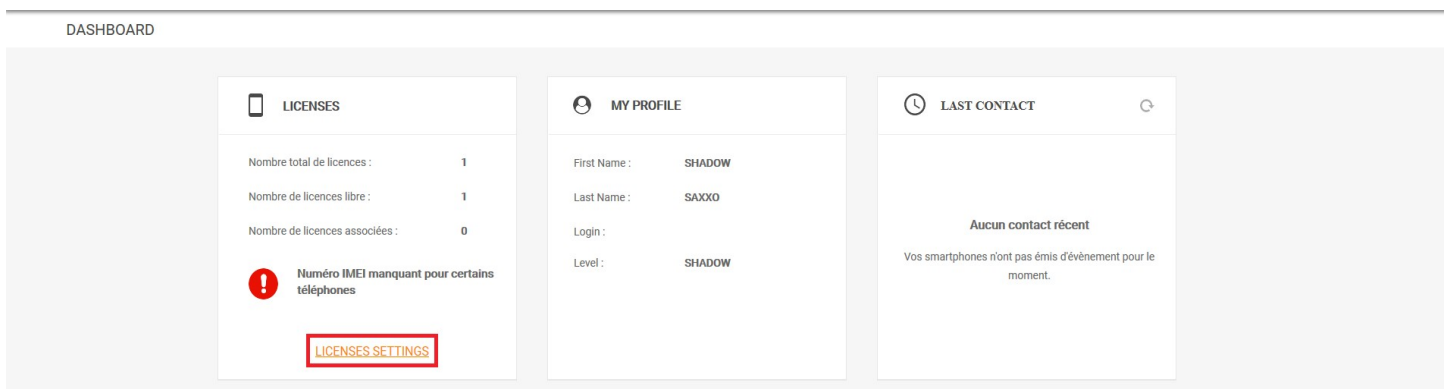 DASHBOARD
LICENSES
Nombre total de licences : 1
Nombre de licences libre : 1
Nombre de licences associées : 0
Numéro IMEI manquant pour certains
téléphones
LICENSES SETTINGS
MY PROFILE
First Name : SHADOW
Last Name : SAXXO
Login :
Level : SHADOW
LAST CONTACT
Aucun contact récent
Vos smartphones n'ont pas émis d'évènement pour le
moment.